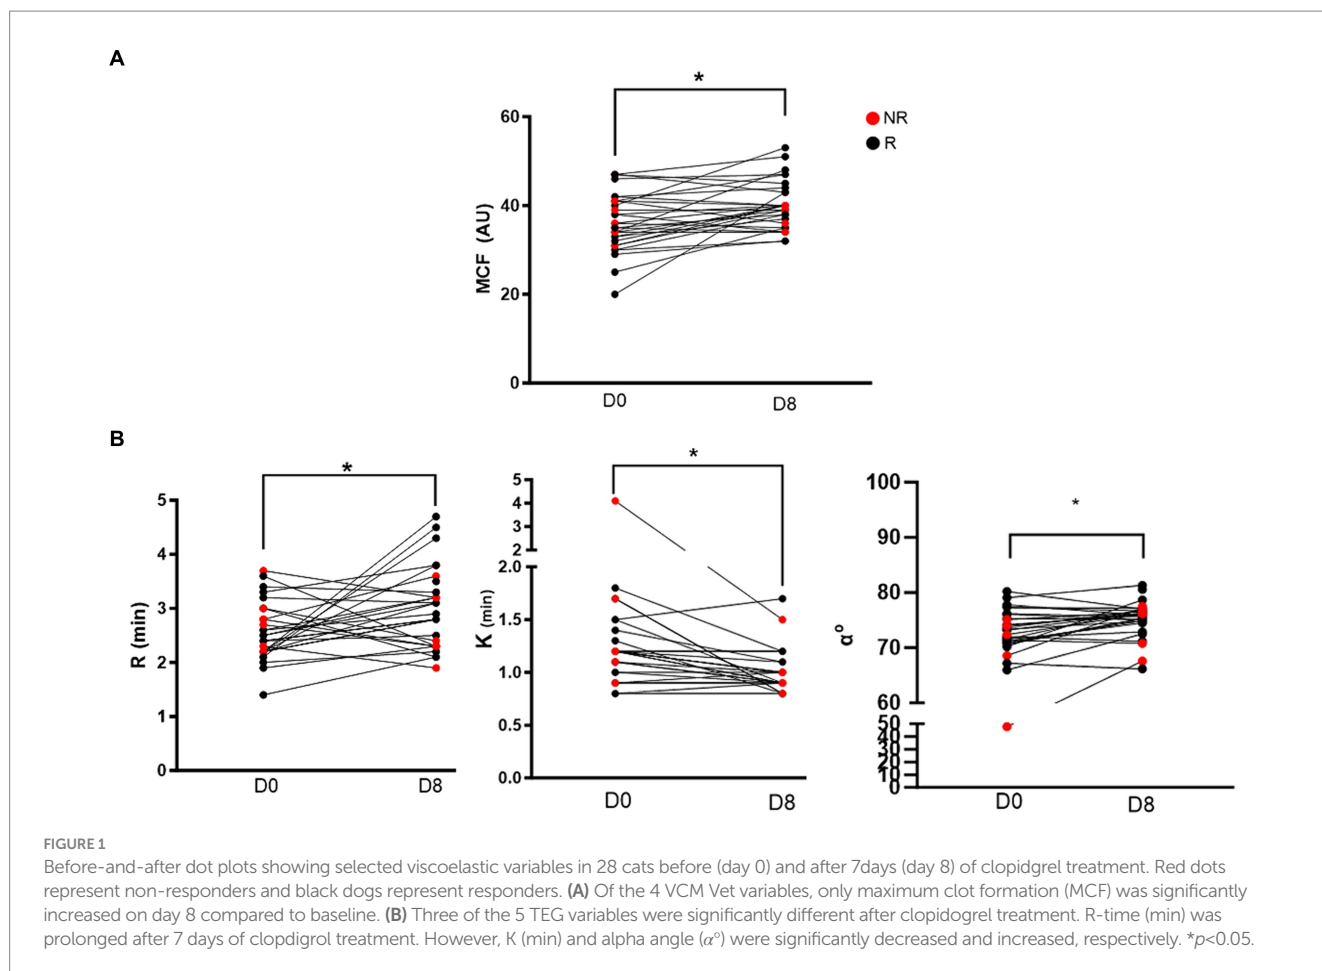 A
*
60
40
20
0
MCF (AU)
D0
D8
NR
R
B
*
5
4
3
2
1
0
R (min)
D0
D8
*
5
4
3
2
2.0
1.5
1.0
0.5
0.0
K (min)
D0
D8
*
100
90
80
70
60
50
40
30
20
10
0
α°
D0
D8
FIGURE 1
Before-and-after dot plots showing selected viscoelastic variables in 28 cats before (day 0) and after 7days (day 8) of clopidgrel treatment. Red dots
represent non-responders and black dogs represent responders. (A) Of the 4 VCM Vet variables, only maximum clot formation (MCF) was significantly
increased on day 8 compared to baseline. (B) Three of the 5 TEG variables were significantly different after clopidogrel treatment. R-time (min) was
prolonged after 7 days of clopdigrol treatment. However, K (min) and alpha angle (α°) were significantly decreased and increased, respectively. *p<0.05.